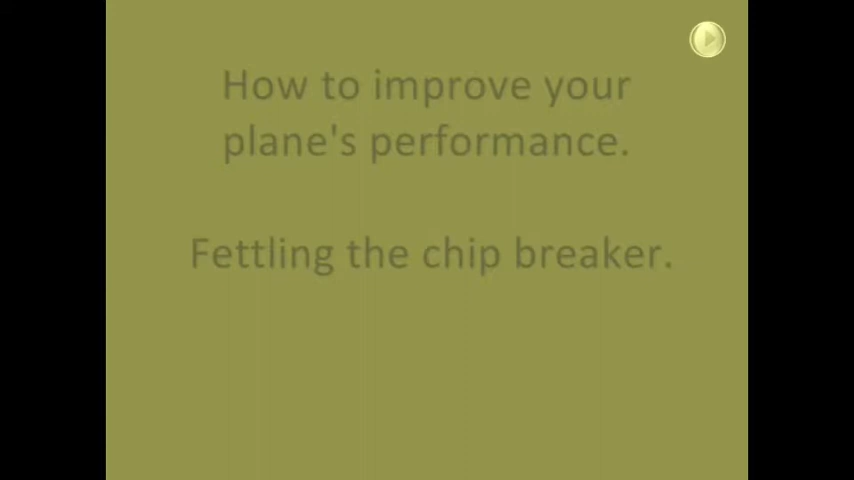 How to improve your
plane's performance.
Fettling the chip breaker.